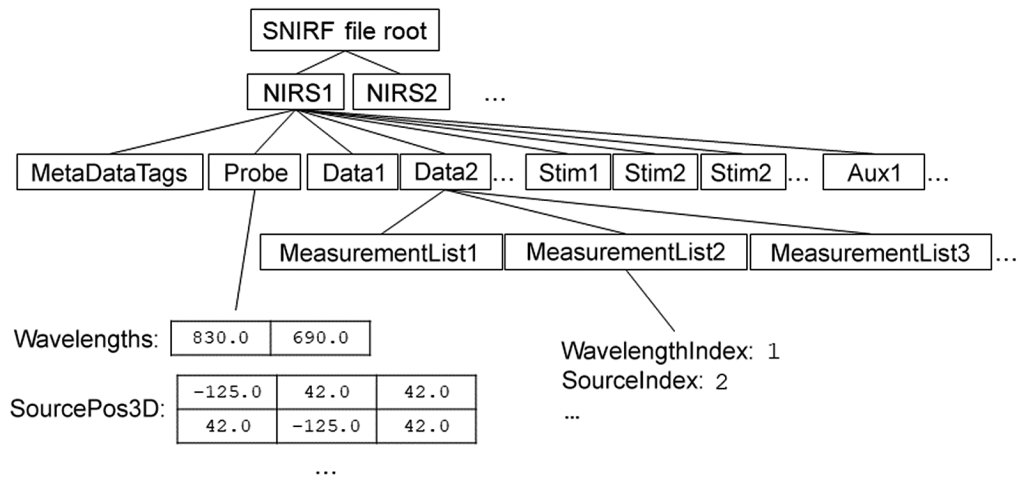 SNIRF file root
NIRS1 NIRS2 ...
MetaDataTags Probe Data1 Data2 ... Stim1 Stim2 Stim2 ... Aux1 ...
MeasurementList1 MeasurementList2 MeasurementList3 ...
Wavelengths: 830.0 690.0
WavelengthIndex: 1
SourceIndex: 2
...
SourcePos3D: -125.0 42.0 42.0
42.0 -125.0 42.0
...